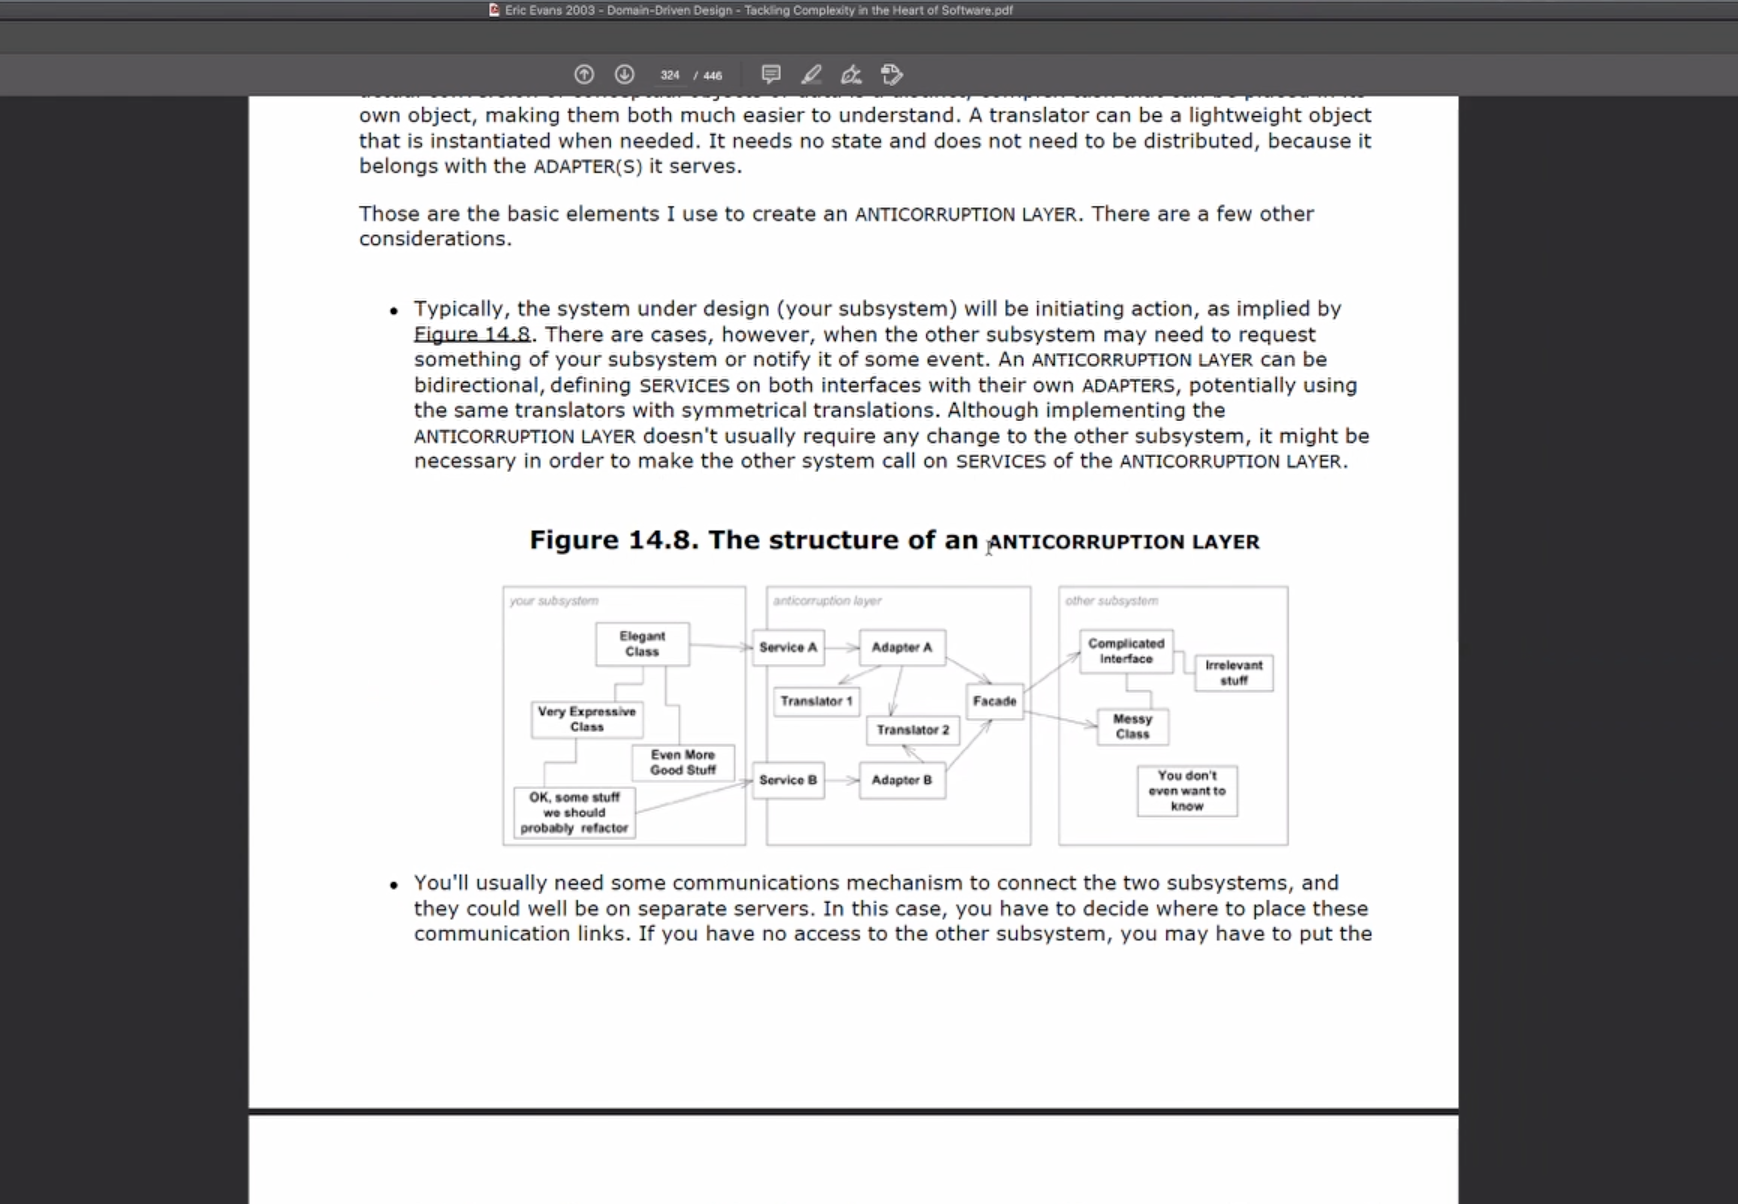 Eric Evans 2003 - Domain-Driven Design - Tackling Complexity in the Heart of Software.pdf
324 / 446
own object, making them both much easier to understand. A translator can be a lightweight object
that is instantiated when needed. It needs no state and does not need to be distributed, because it
belongs with the ADAPTER(S) it serves.
Those are the basic elements I use to create an ANTICORRUPTION LAYER. There are a few other
considerations.
• Typically, the system under design (your subsystem) will be initiating action, as implied by
Figure 14.8. There are cases, however, when the other subsystem may need to request
something of your subsystem or notify it of some event. An ANTICORRUPTION LAYER can be
bidirectional, defining SERVICES on both interfaces with their own ADAPTERS, potentially using
the same translators with symmetrical translations. Although implementing the
ANTICORRUPTION LAYER doesn't usually require any change to the other subsystem, it might be
necessary in order to make the other system call on SERVICES of the ANTICORRUPTION LAYER.
Figure 14.8. The structure of an ANTICORRUPTION LAYER
your subsystem
Elegant
Class
Very Expressive
Class
Even More
Good Stuff
OK, some stuff
we should
probably refactor
anticorruption layer
Service A
Adapter A
Translator 1
Facade
Translator 2
Service B
Adapter B
other subsystem
Complicated
Interface
Irrelevant
stuff
Messy
Class
You don't
even want to
know
• You'll usually need some communications mechanism to connect the two subsystems, and
they could well be on separate servers. In this case, you have to decide where to place these
communication links. If you have no access to the other subsystem, you may have to put the